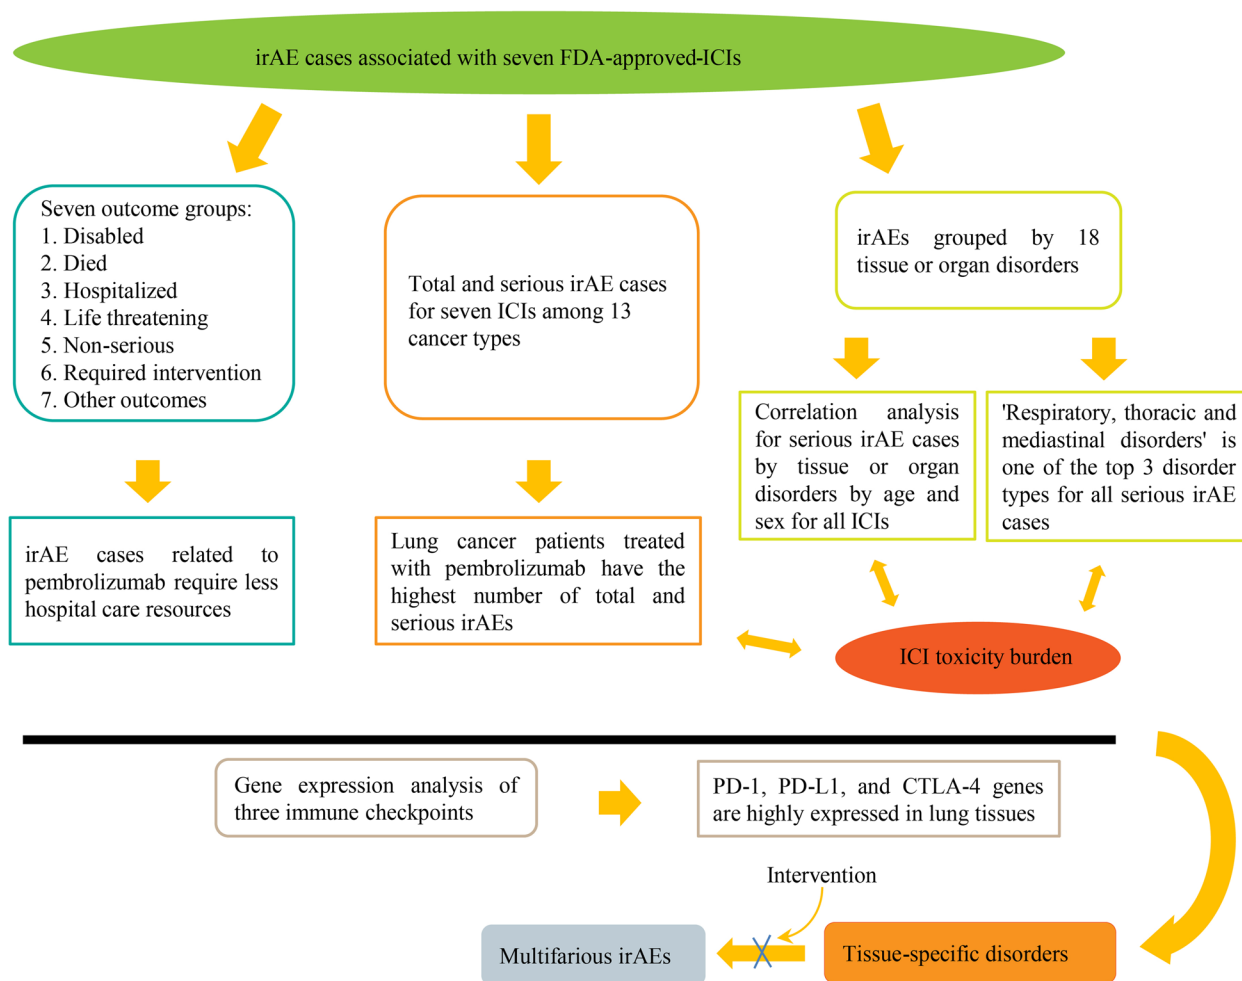 irAE cases associated with seven FDA-approved-ICIs
Seven outcome groups:
1. Disabled
2. Died
3. Hospitalized
4. Life threatening
5. Non-serious
6. Required intervention
7. Other outcomes
Total and serious irAE cases
for seven ICIs among 13
cancer types
irAEs grouped by 18
tissue or organ disorders
irAE cases related to
pembrolizumab require less
hospital care resources
Lung cancer patients treated
with pembrolizumab have the
highest number of total and
serious irAEs
Correlation analysis
for serious irAE cases
by tissue or organ
disorders by age and
sex for all ICIs
'Respiratory, thoracic and
mediastinal disorders' is
one of the top 3 disorder
types for all serious irAE
cases
ICI toxicity burden
Gene expression analysis of
three immune checkpoints
PD-1, PD-L1, and CTLA-4 genes
are highly expressed in lung tissues
Intervention
Multifarious irAEs
Tissue-specific disorders